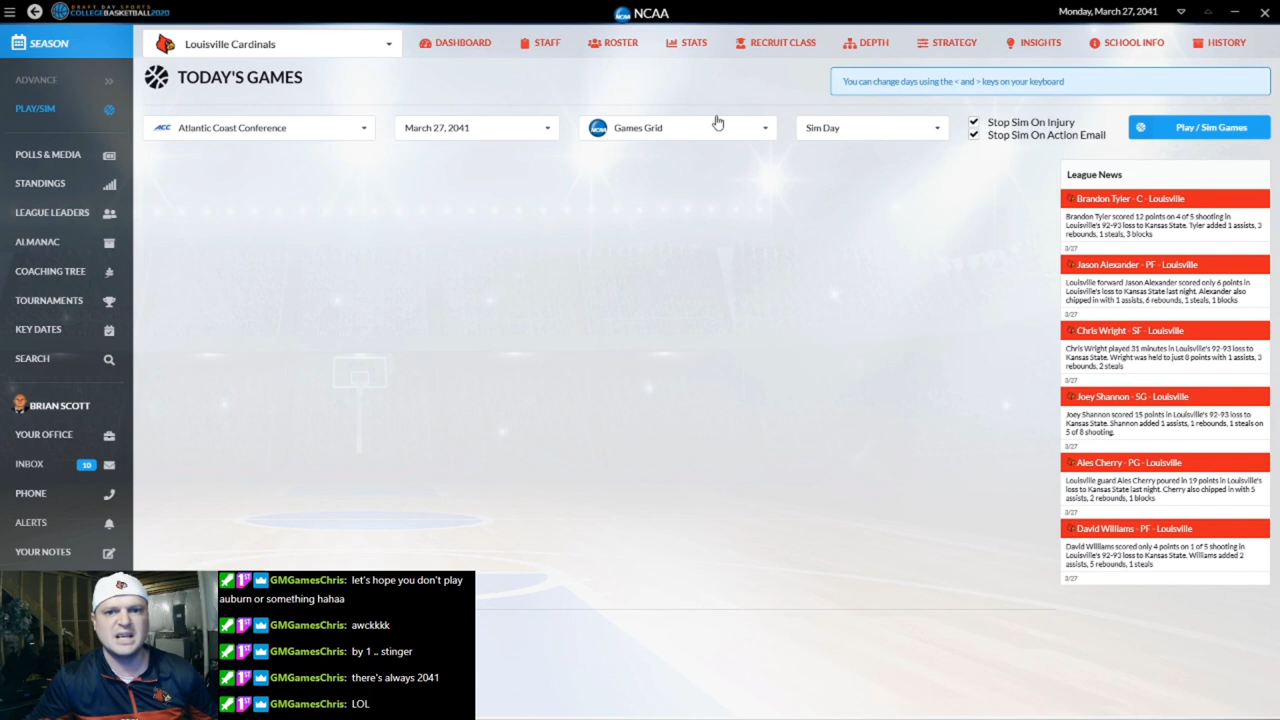 DRAFT DAY SPORTS
COLLEGEBASKETBALL2020
NCAA
Monday, March 27, 2041
SEASON
Louisville Cardinals
DASHBOARD
STAFF
ROSTER
STATS
RECRUIT CLASS
DEPTH
STRATEGY
INSIGHTS
SCHOOL INFO
HISTORY
ADVANCE
PLAY/SIM
POLLS & MEDIA
STANDINGS
LEAGUE LEADERS
ALMANAC
COACHING TREE
TOURNAMENTS
KEY DATES
SEARCH
BRIAN SCOTT
YOUR OFFICE
INBOX 10
PHONE
ALERTS
YOUR NOTES
TODAY'S GAMES
You can change days using the < and > keys on your keyboard
ACC Atlantic Coast Conference
March 27, 2041
NCAA Games Grid
Sim Day
Stop Sim On Injury
Stop Sim On Action Email
Play / Sim Games
League News
Brandon Tyler - C - Louisville
Brandon Tyler scored 12 points on 4 of 5 shooting in
Louisville's 92-93 loss to Kansas State. Tyler added 1 assists, 3
rebounds, 1 steals, 3 blocks
3/27
Jason Alexander - PF - Louisville
Louisville forward Jason Alexander scored only 6 points in
Louisville's loss to Kansas State last night. Alexander also
chipped in with 1 assists, 6 rebounds, 1 steals, 1 blocks
3/27
Chris Wright - SF - Louisville
Chris Wright played 31 minutes in Louisville's 92-93 loss to
Kansas State. Wright was held to just 8 points with 1 assists, 3
rebounds, 2 steals
3/27
Joey Shannon - SG - Louisville
Joey Shannon scored 15 points in Louisville's 92-93 loss to
Kansas State. Shannon added 1 assists, 1 rebounds, 1 steals on
5 of 8 shooting.
3/27
Ales Cherry - PG - Louisville
Louisville guard Ales Cherry poured in 19 points in Louisville's
loss to Kansas State last night. Cherry also chipped in with 5
assists, 2 rebounds, 1 blocks
3/27
David Williams - PF - Louisville
David Williams scored only 4 points on 1 of 5 shooting in
Louisville's 92-93 loss to Kansas State. Williams added 2
assists, 5 rebounds, 1 steals
3/27
1ST GMGamesChris: let's hope you don't play
auburn or something hahaa
1ST GMGamesChris: awckkkk
1ST GMGamesChris: by 1 .. stinger
1ST GMGamesChris: there's always 2041
1ST GMGamesChris: LOL